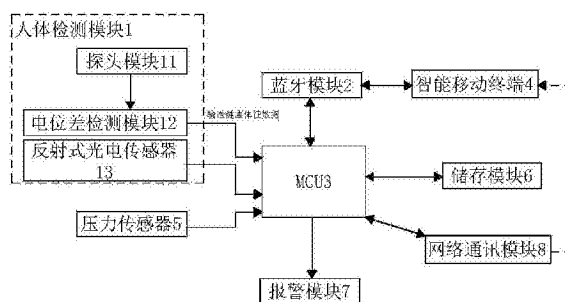 人体检测模块1
探头模块11
电位差检测模块12
反射式光电传感器
13
压力传感器5
蓝牙模块2
智能移动终端4
MCU3
储存模块6
网络通讯模块8
报警模块7